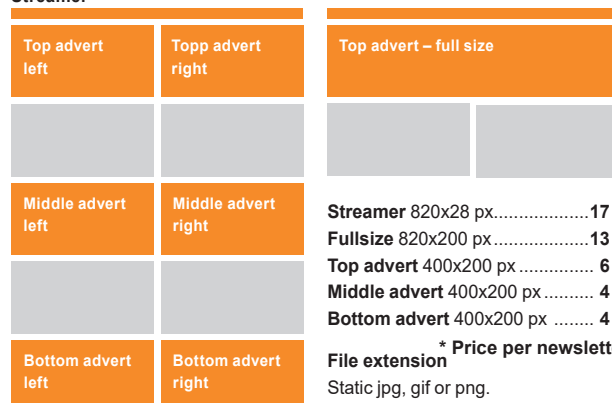 Streamer
Top advert
left
Topp advert
right
Top advert – full size
Middle advert
left
Middle advert
right
Bottom advert
left
Bottom advert
right
Streamer 820x28 px...................17
Fullsize 820x200 px...................13
Top advert 400x200 px ............... 6
Middle advert 400x200 px .......... 4
Bottom advert 400x200 px ........ 4
* Price per
File extension
Static jpg, gif or png.